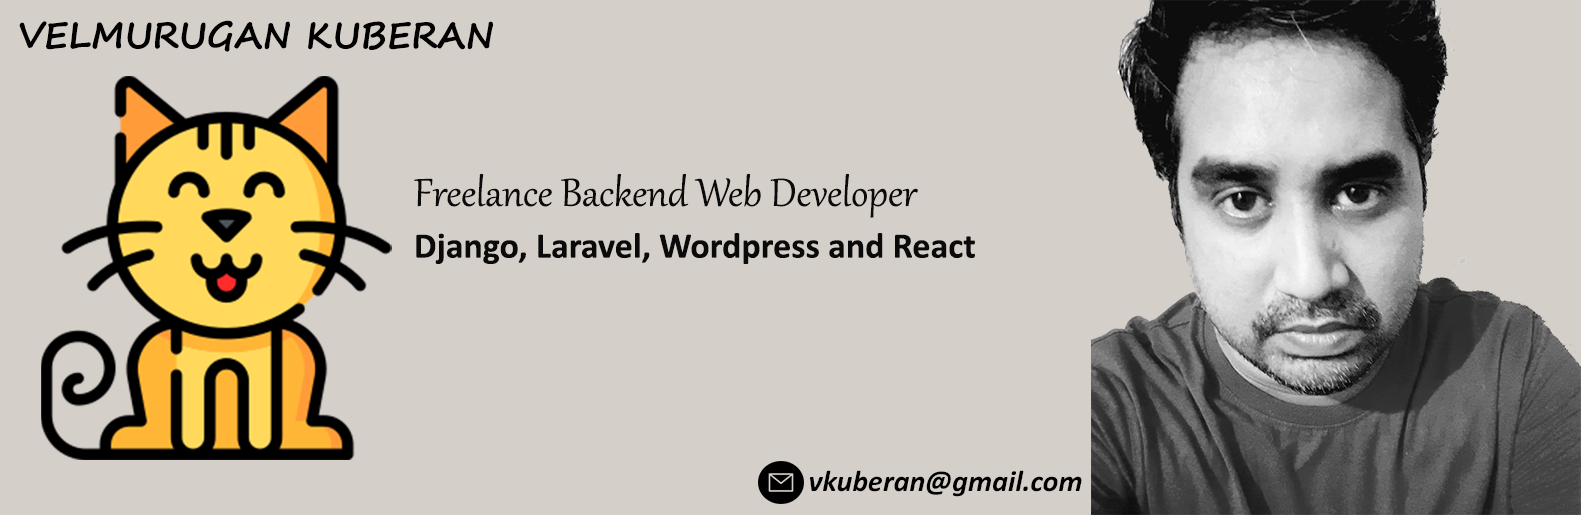 VELMURUGAN KUBERAN
Freelance Backend Web Developer
Django, Laravel, Wordpress and React
vkuberan@gmail.com